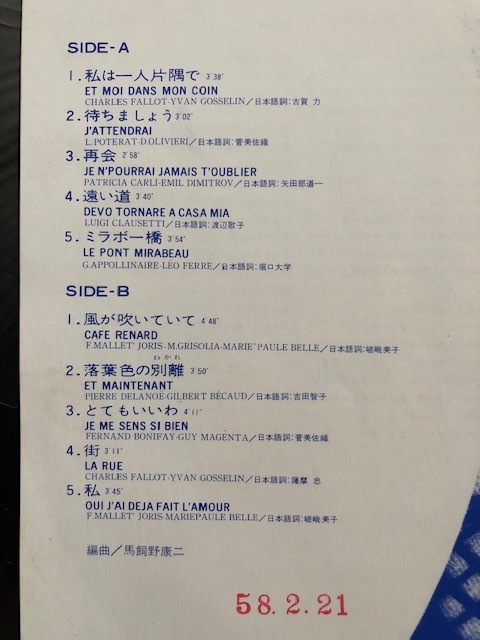 SIDE-A
1. 私は一人片隅で 3'38"
ET MOI DANS MON COIN
CHARLES FALLOT-YVAN GOSSELIN/日本語詞:古賀 力
2. 待ちましょう 3'02"
J'ATTENDRAI
L.POTERAT-D.OLIVIERI/日本語詞:菅美佐織
3. 再会 2'58"
JE N'POURRAI JAMAIS T'OUBLIER
PATRICIA CARLI-EMIL DIMITROV/日本語詞:矢田部道一
4. 遠い道 3'40"
DEVO TORNARE A CASA MIA
LUIGI CLAUSETTI/日本語詞:渡辺歌子
5. ミラボー橋 3'54"
LE PONT MIRABEAU
G.APPOLLINAIRE-LEO FERRE/日本語詞:堀口大学
SIDE-B
1. 風が吹いていて 4'48"
CAFE RENARD
F.MALLET' JORIS-M.GRISOLIA-MARIE' PAULE BELLE/日本語詞:嵯峨美子
わかれ
2. 落葉色の別離 3'50"
ET MAINTENANT
PIERRE DELANOE-GILBERT BÉCAUD/日本語詞:吉田智子
3. とてもいいわ 4'11"
JE ME SENS SI BIEN
FERNAND BONIFAY-GUY MAGENTA/日本語詞:菅美佐織
4. 街 3'11"
LA RUE
CHARLES FALLOT-YVAN GOSSELIN/日本語詞:薩摩 忠
5. 私 3'45"
OUI J'AI DEJA FAIT L'AMOUR
F.MALLET' JORIS-MARIEPAULE BELLE/日本語詞:嵯峨美子
編曲/馬飼野康二
58.2.21